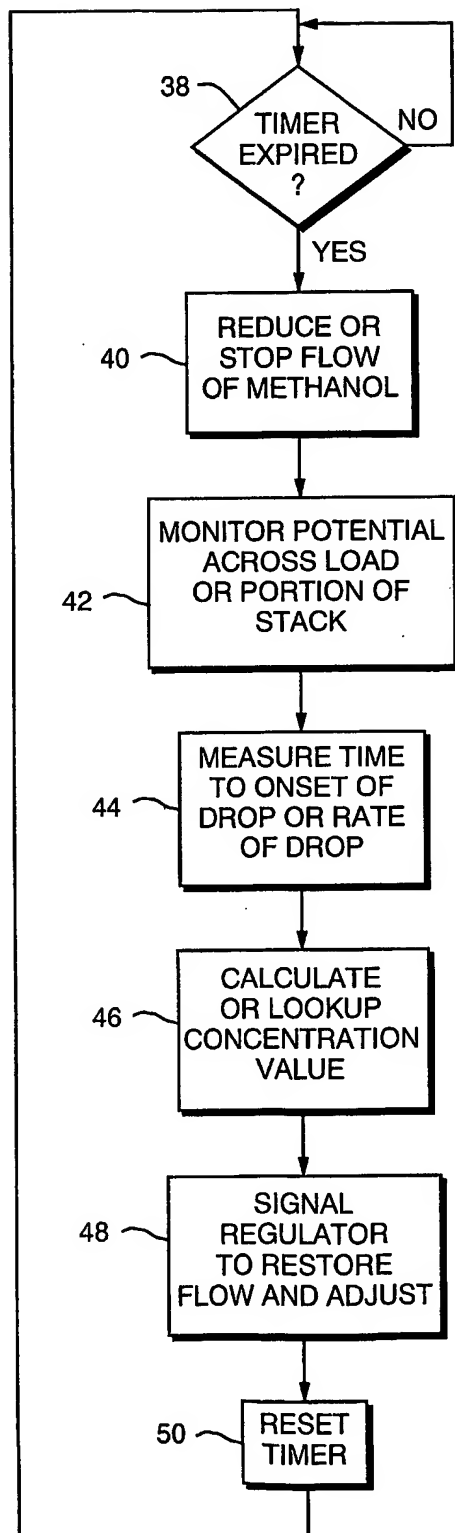 38
TIMER
EXPIRED
?
NO
YES
40
REDUCE OR
STOP FLOW
OF METHANOL
42
MONITOR POTENTIAL
ACROSS LOAD
OR PORTION OF
STACK
44
MEASURE TIME
TO ONSET OF
DROP OR RATE
OF DROP
46
CALCULATE
OR LOOKUP
CONCENTRATION
VALUE
48
SIGNAL
REGULATOR
TO RESTORE
FLOW AND ADJUST
50
RESET
TIMER